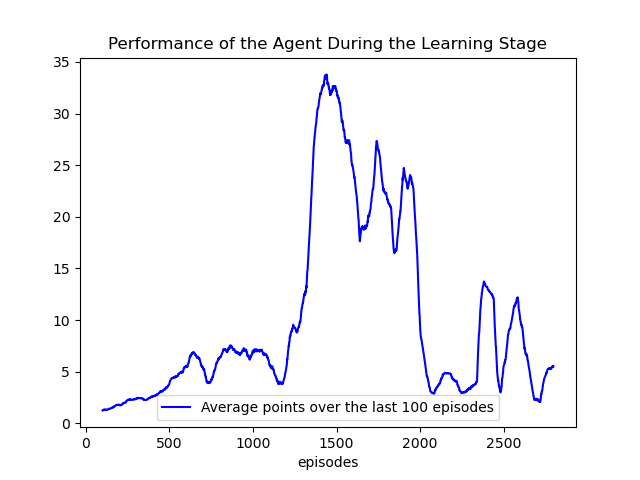 Performance of the Agent During the Learning Stage
35
30
25
20
15
10
5
0
Average points over the last 100 episodes
0 500 1000 1500 2000 2500
episodes